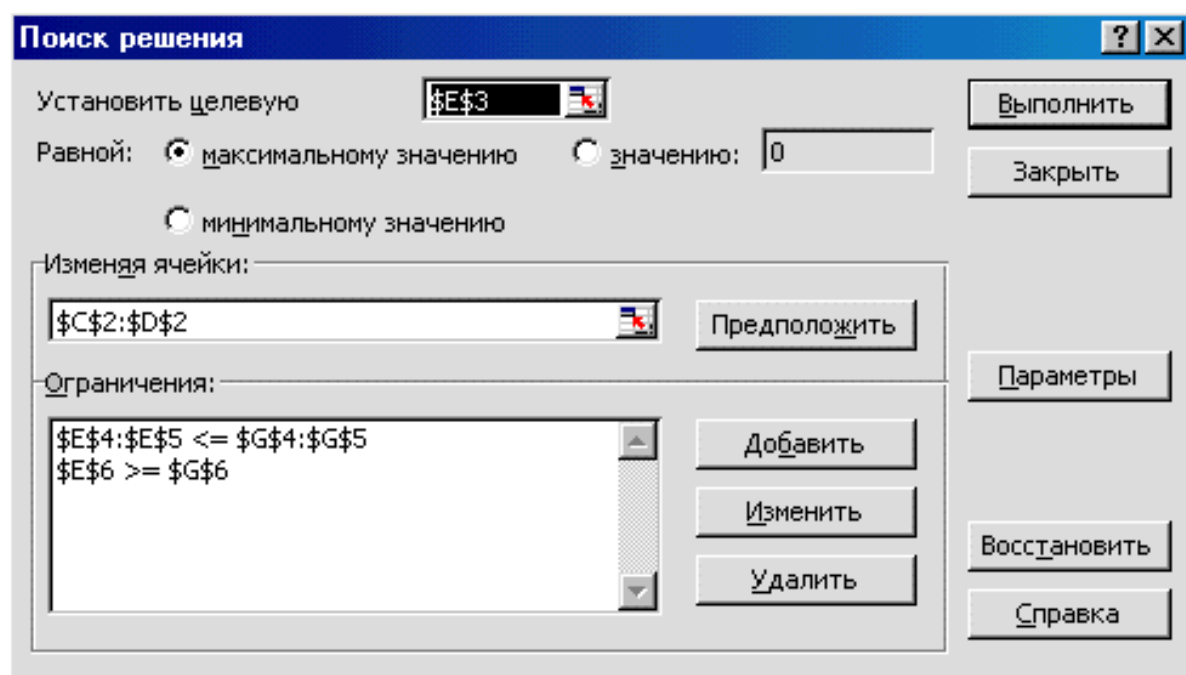 Поиск решения
Установить целевую $E$3 Выполнить
Равной: максимальному значению значению: 0
Закрыть
минимальному значению
Изменяя ячейки:
$C$2:$D$2 Предположить
Ограничения: Параметры
$E$4:$E$5 <= $G$4:$G$5 Добавить
$E$6 >= $G$6
Изменить
Восстановить
Удалить
Справка